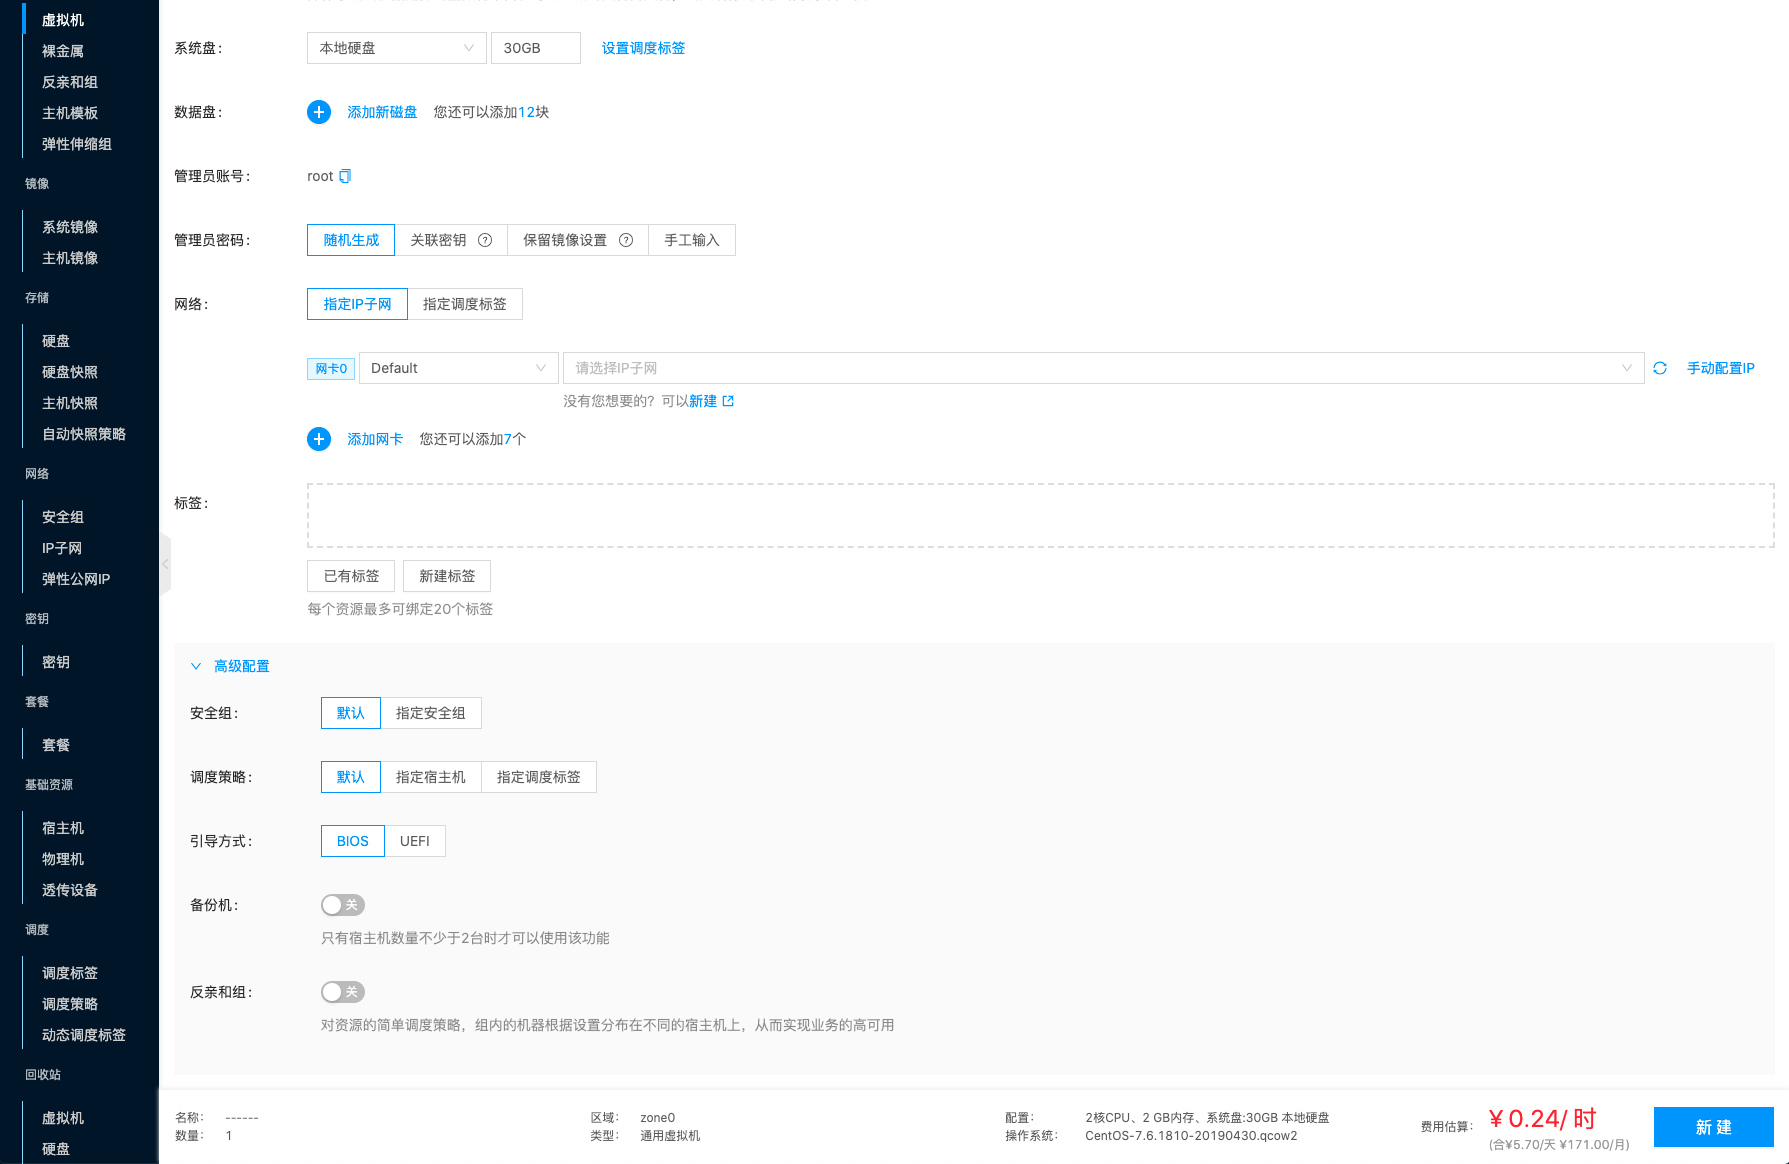 虚拟机
裸金属
反亲和组
主机模板
弹性伸缩组
镜像
系统镜像
主机镜像
存储
硬盘
硬盘快照
主机快照
自动快照策略
网络
安全组
IP子网
弹性公网IP
密钥
密钥
套餐
套餐
基础资源
宿主机
物理机
透传设备
调度
调度标签
调度策略
动态调度标签
回收站
虚拟机
硬盘
系统盘： 本地硬盘 30GB 设置调度标签
数据盘： 添加新磁盘 您还可以添加12块
管理员账号： root
管理员密码： 随机生成 关联密钥 保留镜像设置 手工输入
网络： 指定IP子网 指定调度标签
网卡0 Default 请选择IP子网 手动配置IP
没有您想要的？可以新建
添加网卡 您还可以添加7个
标签：
已有标签 新建标签
每个资源最多可绑定20个标签
高级配置
安全组： 默认 指定安全组
调度策略： 默认 指定宿主机 指定调度标签
引导方式： BIOS UEFI
备份机： 关
只有宿主机数量不少于2台时才可以使用该功能
反亲和组： 关
对资源的简单调度策略，组内的机器根据设置分布在不同的宿主机上，从而实现业务的高可用
名称： ------ 区域： zone0 配置： 2核CPU、2 GB内存、系统盘:30GB 本地硬盘
数量： 1 类型： 通用虚拟机 操作系统： CentOS-7.6.1810-20190430.qcow2
费用估算： ¥ 0.24/ 时
(合¥5.70/天 ¥171.00/月)
新 建